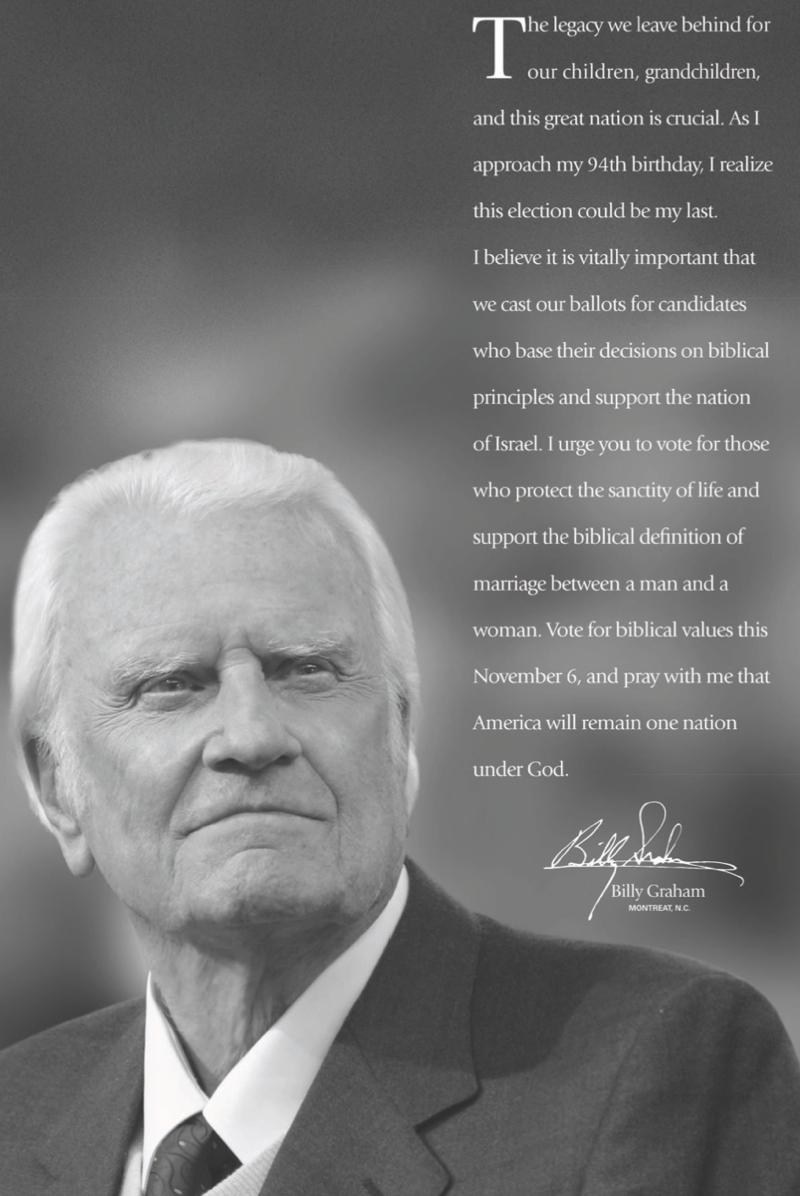 The legacy we leave behind for
our children, grandchildren,
and this great nation is crucial. As I
approach my 94th birthday, I realize
this election could be my last.
I believe it is vitally important that
we cast our ballots for candidates
who base their decisions on biblical
principles and support the nation
of Israel. I urge you to vote for those
who protect the sanctity of life and
support the biblical definition of
marriage between a man and a
woman. Vote for biblical values this
November 6, and pray with me that
America will remain one nation
under God.
Billy Graham
Billy Graham
MONTREAT, N.C.